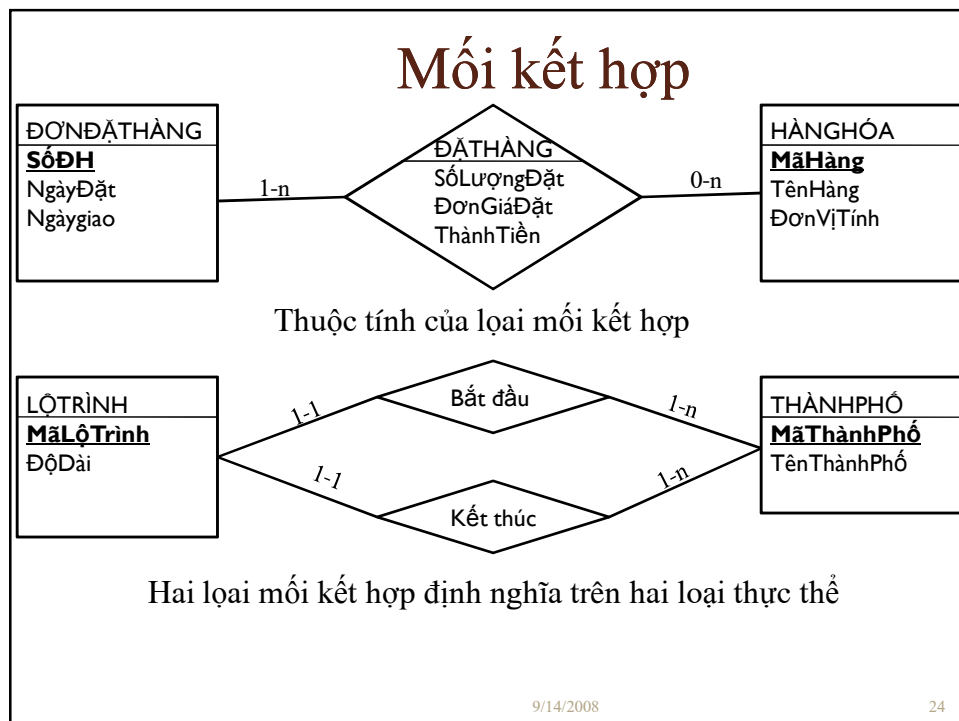 Mối kết hợp
ĐƠNĐẶTHÀNG
SốĐH
NgàyĐặt
Ngàygiao
1-n
ĐẶTHÀNG
SốLượngĐặt
ĐơnGiáĐặt
ThànhTiền
0-n
HÀNGHÓA
MãHàng
TênHàng
ĐơnVịTính
Thuộc tính của lọai mối kết hợp
LỘTRÌNH
MãLộTrình
ĐộDài
1-1
Bắt đầu
1-n
1-1
Kết thúc
1-n
THÀNHPHỐ
MãThànhPhố
TênThànhPhố
Hai lọai mối kết hợp định nghĩa trên hai loại thực thể
9/14/2008
24